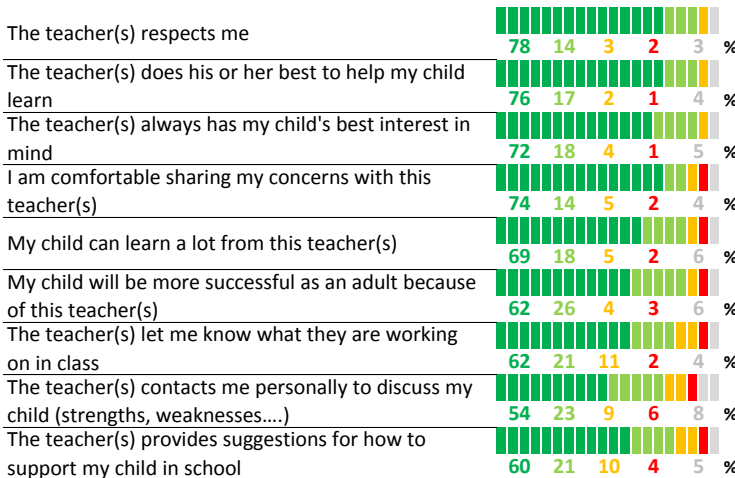 The teacher(s) respects me
78 14 3 2 3 %
The teacher(s) does his or her best to help my child
learn
76 17 2 1 4 %
The teacher(s) always has my child's best interest in
mind
72 18 4 1 5 %
I am comfortable sharing my concerns with this
teacher(s)
74 14 5 2 4 %
My child can learn a lot from this teacher(s)
69 18 5 2 6 %
My child will be more successful as an adult because
of this teacher(s)
62 26 4 3 6 %
The teacher(s) let me know what they are working
on in class
62 21 11 2 4 %
The teacher(s) contacts me personally to discuss my
child (strengths, weaknesses....)
54 23 9 6 8 %
The teacher(s) provides suggestions for how to
support my child in school
60 21 10 4 5 %